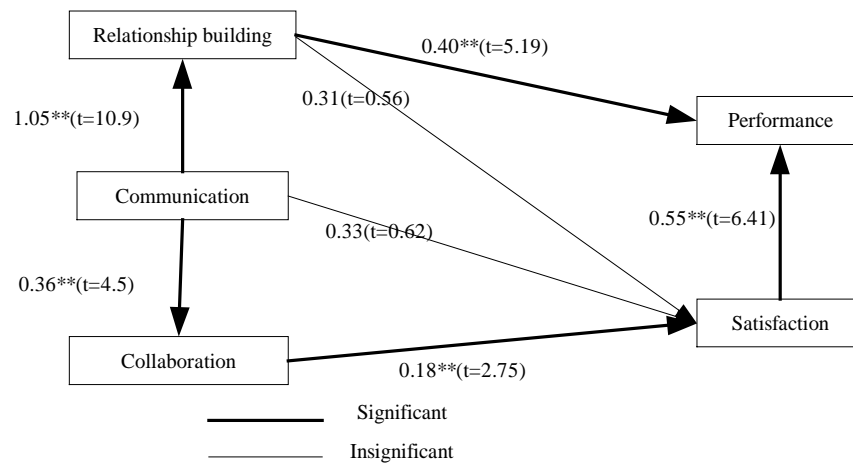 Relationship building
0.40**(t=5.19)
0.31(t=0.56)
1.05**(t=10.9)
Performance
Communication
0.33(t=0.62)
0.55**(t=6.41)
0.36**(t=4.5)
Satisfaction
Collaboration
0.18**(t=2.75)
Significant
Insignificant